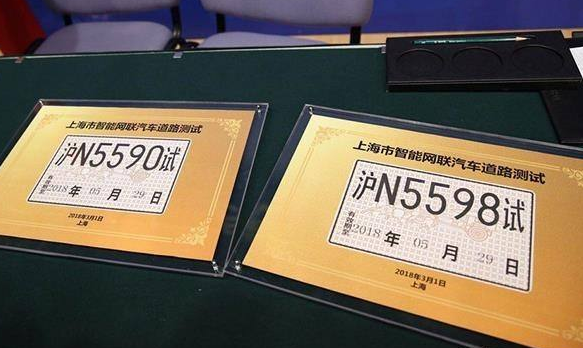 上海市智能网联汽车道路测试
沪N5590试
有效期至
2018年05月29日
2018年3月1日
上海
上海市智能网联汽车道路测试
沪N5598试
有效期至
2018年05月29日
2018年3月1日
上海